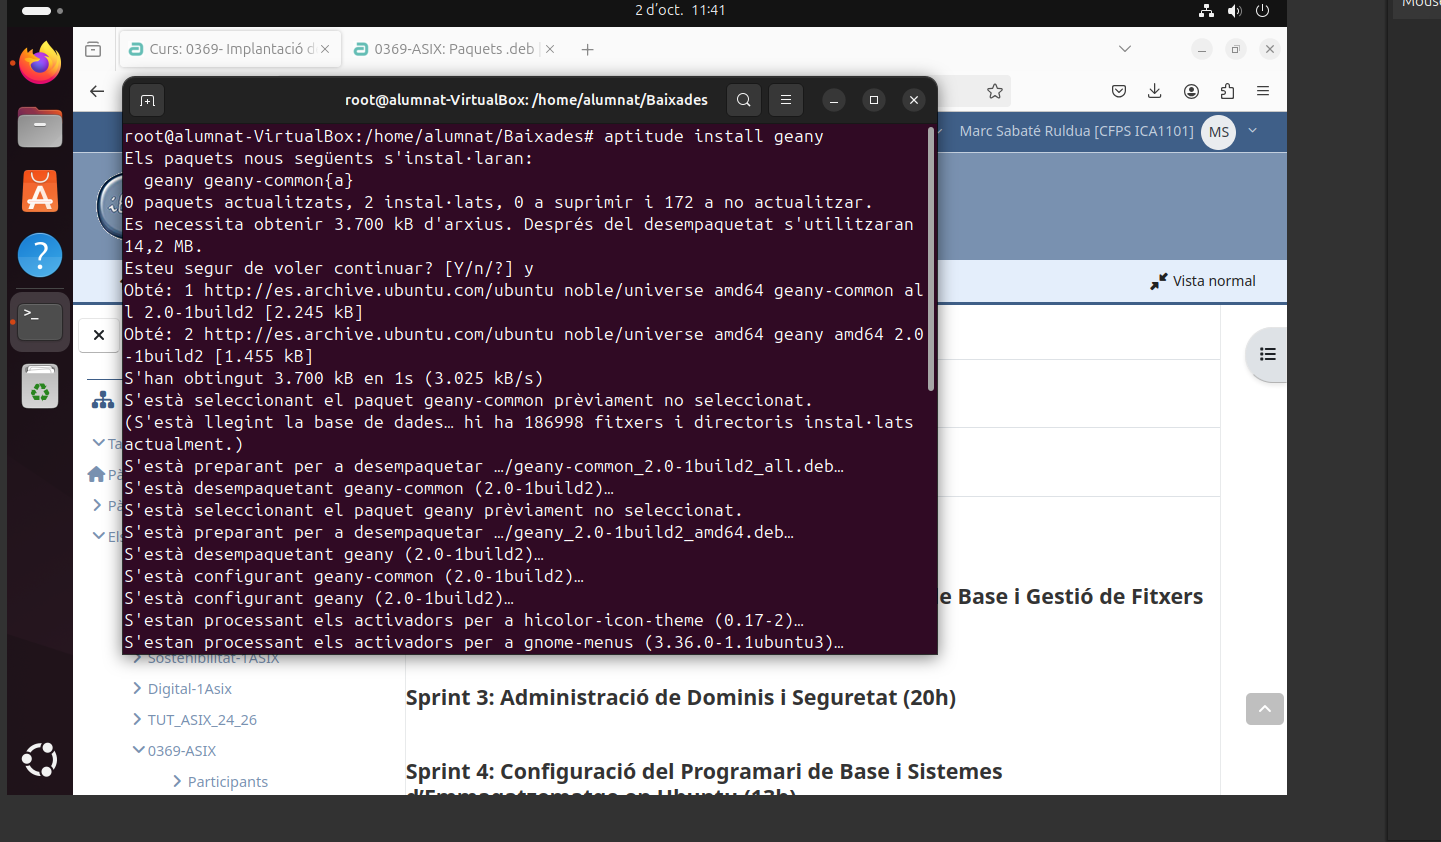 Mouse
2 d'oct. 11:41
Curs: 0369- Implantació d
0369-ASIX: Paquets .deb |
root@alumnat-VirtualBox: /home/alumnat/Baixades
Marc Sabaté Ruldua [CFPS ICA1101]
MS
root@alumnat-VirtualBox:/home/alumnat/Baixades# aptitude install geany
Els paquets nous següents s'instal·laran:
geany geany-common{a}
0 paquets actualitzats, 2 instal·lats, 0 a suprimir i 172 a no actualitzar.
Es necessita obtenir 3.700 kB d'arxius. Després del desempaquetat s'utilitzaran
14,2 MB.
Esteu segur de voler continuar? [Y/n/?] y
Obté: 1 http://es.archive.ubuntu.com/ubuntu noble/universe amd64 geany-common al
l 2.0-1build2 [2.245 kB]
Obté: 2 http://es.archive.ubuntu.com/ubuntu noble/universe amd64 geany amd64 2.0
-1build2 [1.455 kB]
S'han obtingut 3.700 kB en 1s (3.025 kB/s)
S'està seleccionant el paquet geany-common prèviament no seleccionat.
(S'està llegint la base de dades… hi ha 186998 fitxers i directoris instal·lats
actualment.)
S'està preparant per a desempaquetar …/geany-common_2.0-1build2_all.deb…
S'està desempaquetant geany-common (2.0-1build2)…
S'està seleccionant el paquet geany prèviament no seleccionat.
S'està preparant per a desempaquetar …/geany_2.0-1build2_amd64.deb…
S'està desempaquetant geany (2.0-1build2)…
S'està configurant geany-common (2.0-1build2)…
S'està configurant geany (2.0-1build2)…
S'estan processant els activadors per a hicolor-icon-theme (0.17-2)…
S'estan processant els activadors per a gnome-menus (3.36.0-1.1ubuntu3)…
Vista normal
Ta
Pà
Pà
Els
e Base i Gestió de Fitxers
Sostenibilitat-1ASIX
Digital-1Asix
TUT_ASIX_24_26
0369-ASIX
Participants
Sprint 3: Administració de Dominis i Seguretat (20h)
Sprint 4: Configuració del Programari de Base i Sistemes
d'Emmagatzematge en Ubuntu (13h)